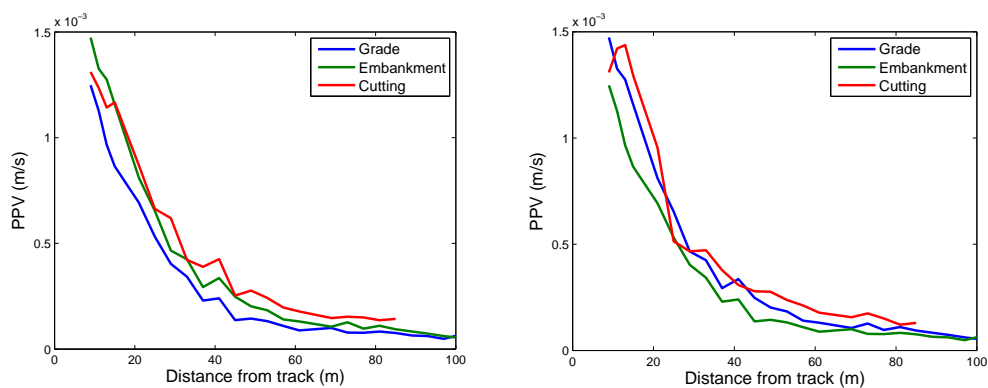 x 10⁻³
1.5
1
0.5
0
PPV (m/s)
Grade
Embankment
Cutting
0 20 40 60 80 100
Distance from track (m)
x 10⁻³
1.5
1
0.5
0
PPV (m/s)
Grade
Embankment
Cutting
0 20 40 60 80 100
Distance from track (m)